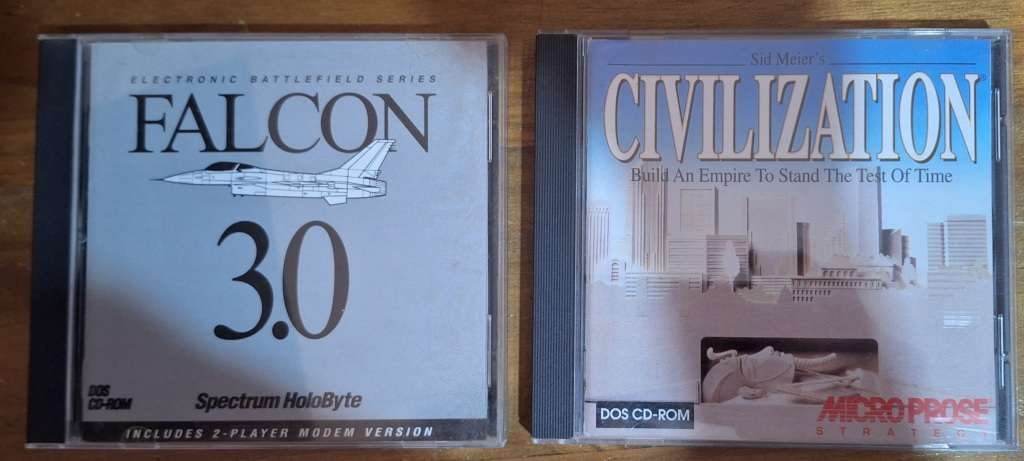 ELECTRONIC BATTLEFIELD SERIES
FALCON
3.0
DOS
CD-ROM
Spectrum HoloByte
INCLUDES 2-PLAYER MODEM VERSION
Sid Meier's
CIVILIZATION®
Build An Empire To Stand The Test Of Time
DOS CD-ROM
MICROPROSE
STRATEGY